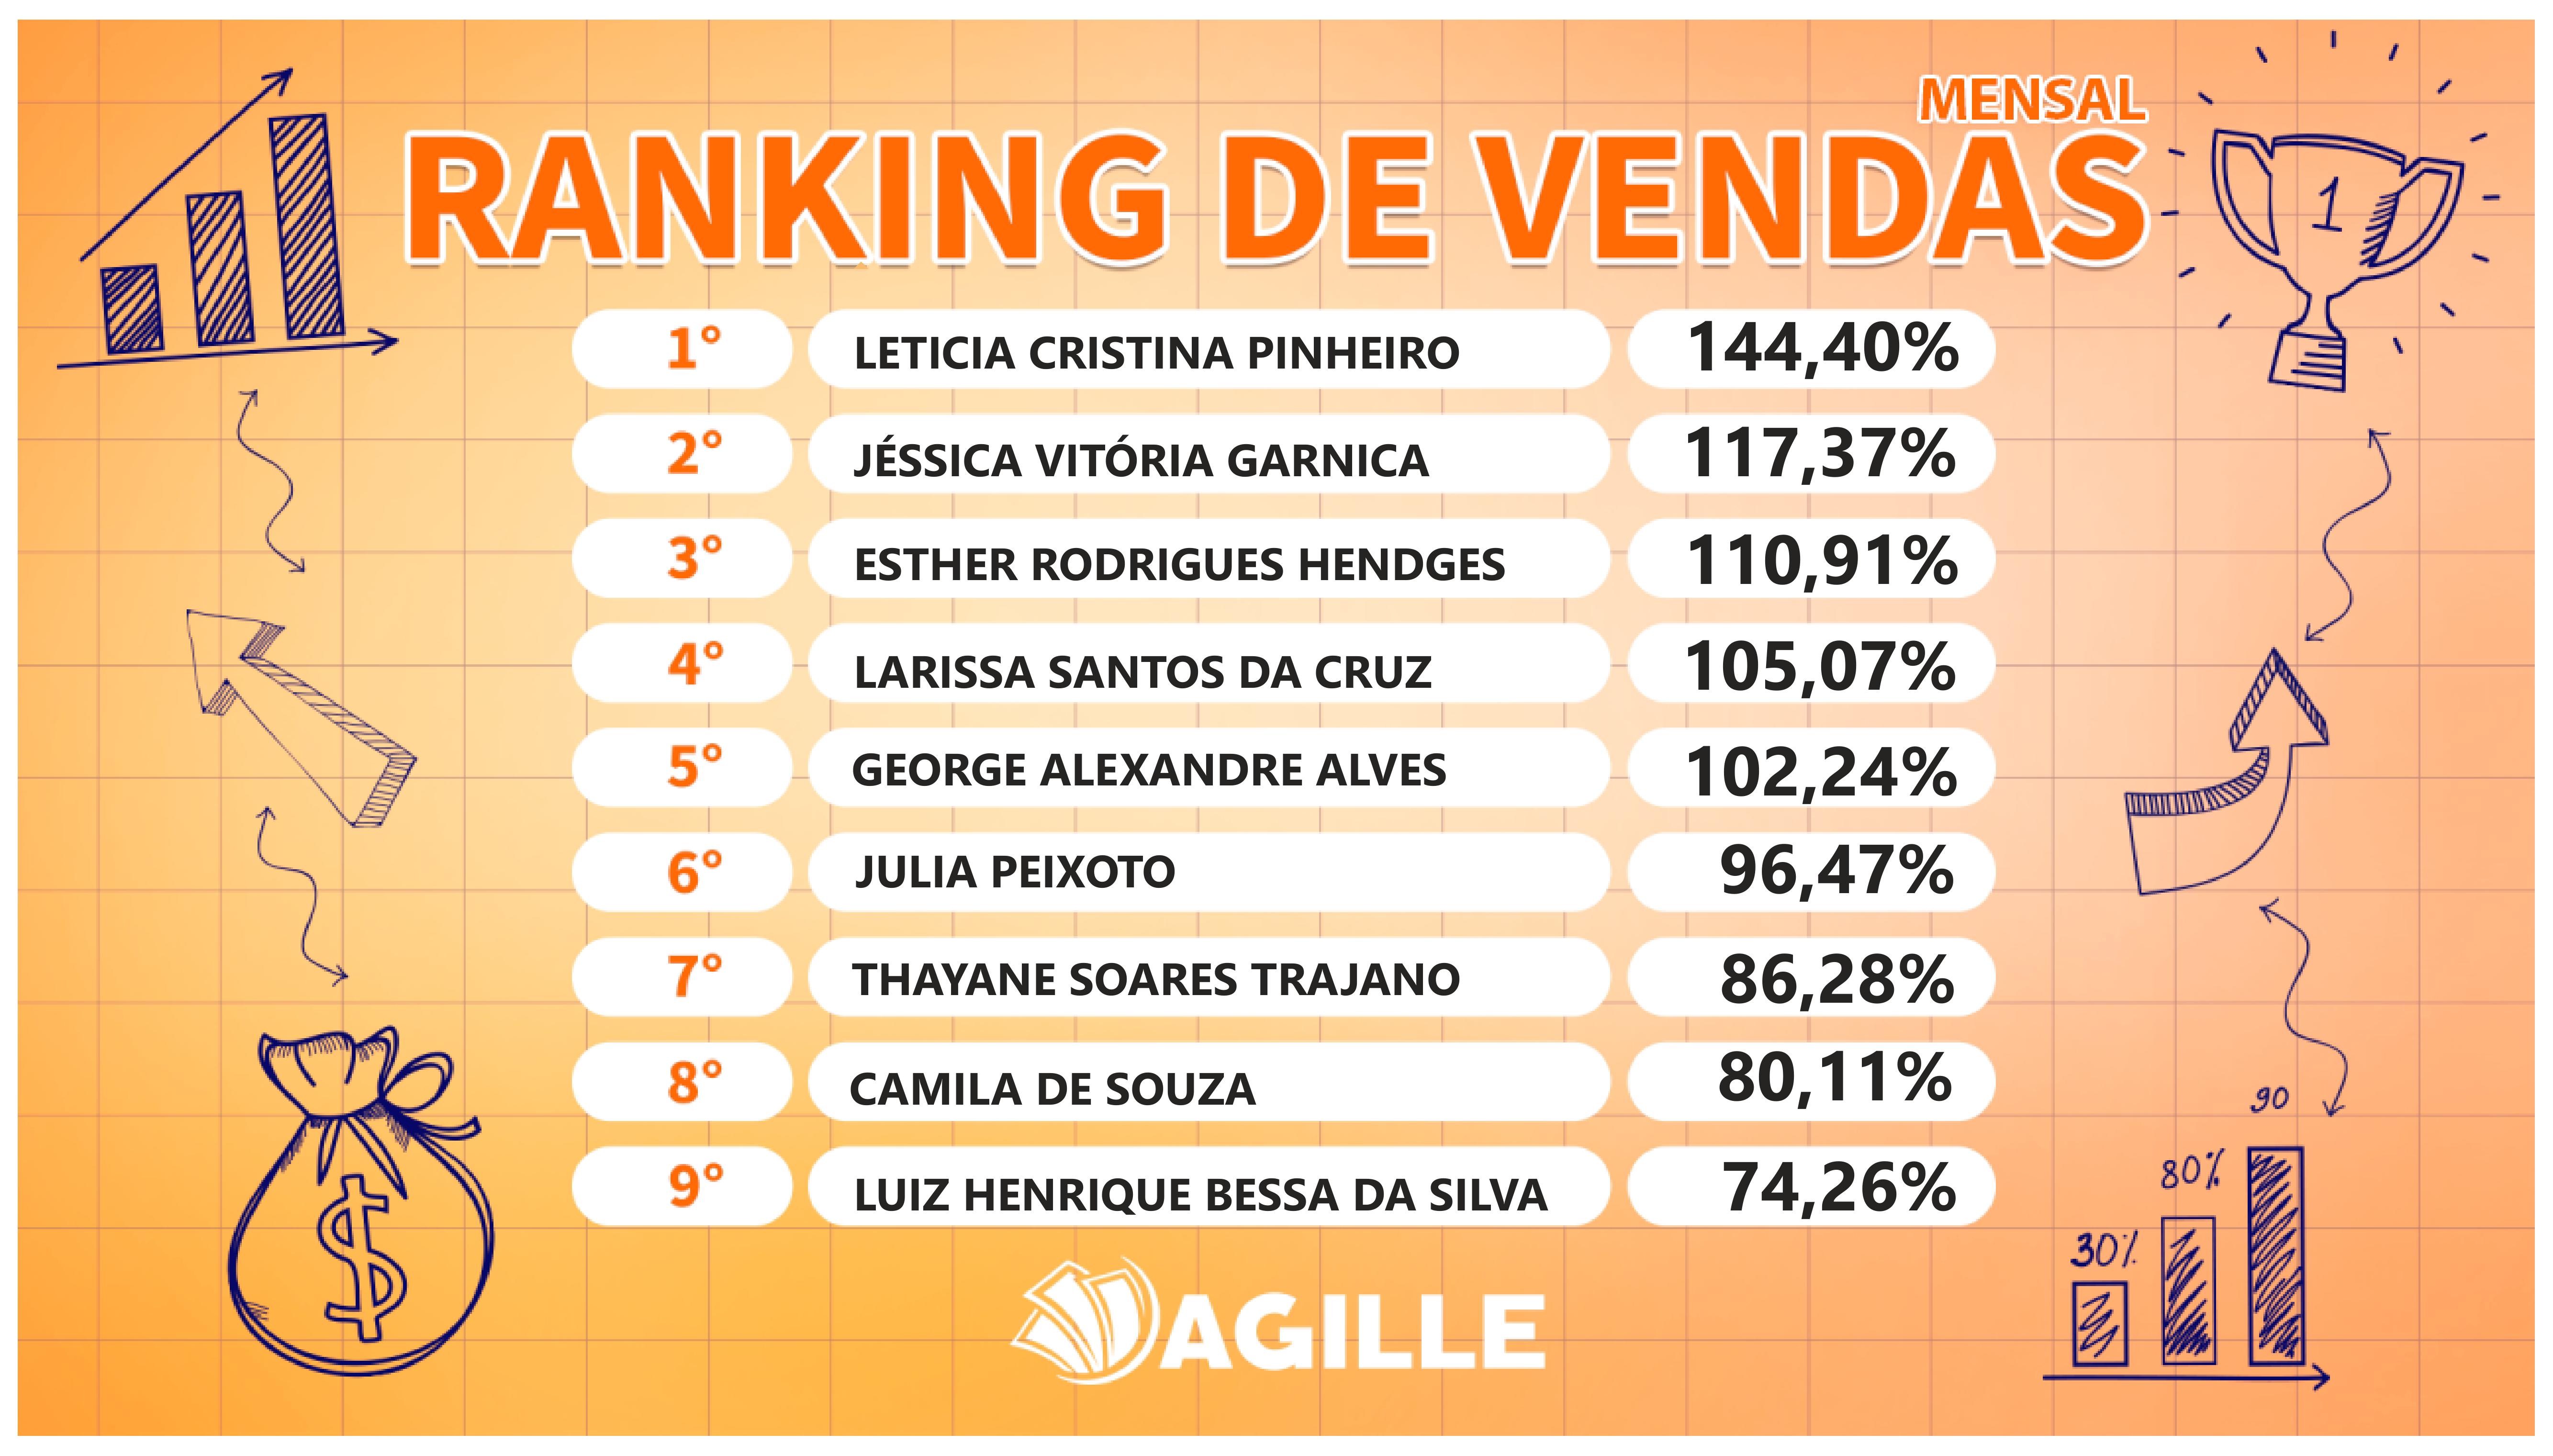 MENSAL
RANKING DE VENDAS
1
1° LETICIA CRISTINA PINHEIRO 144,40%
2° JÉSSICA VITÓRIA GARNICA 117,37%
3° ESTHER RODRIGUES HENDGES 110,91%
4° LARISSA SANTOS DA CRUZ 105,07%
5° GEORGE ALEXANDRE ALVES 102,24%
6° JULIA PEIXOTO 96,47%
7° THAYANE SOARES TRAJANO 86,28%
8° CAMILA DE SOUZA 80,11%
9° LUIZ HENRIQUE BESSA DA SILVA 74,26%
$
90
80%
30%
AGILLE